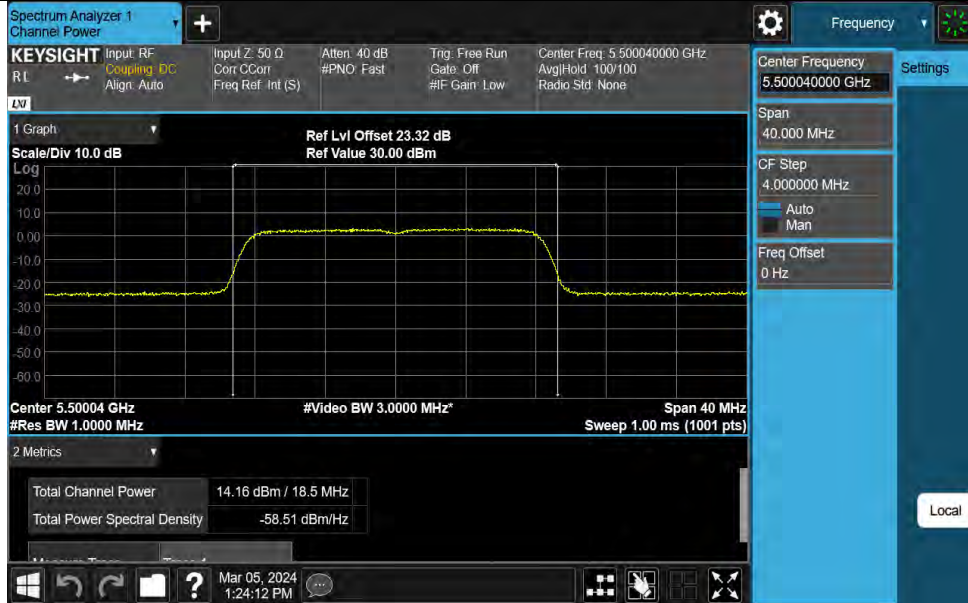 Spectrum Analyzer 1
Channel Power
+
Frequency
KEYSIGHT
RL
LXI
Input: RF
Coupling: DC
Align: Auto
Input Z: 50 Ω
Corr CCorr
Freq Ref: Int (S)
Atten: 40 dB
#PNO: Fast
Trig: Free Run
Gate: Off
#IF Gain: Low
Center Freq: 5.500040000 GHz
Avg|Hold: 100/100
Radio Std: None
Center Frequency
5.500040000 GHz
Settings
Span
40.000 MHz
CF Step
4.000000 MHz
Auto
Man
Freq Offset
0 Hz
Local
1 Graph
Scale/Div 10.0 dB
Ref Lvl Offset 23.32 dB
Ref Value 30.00 dBm
Log
20.0
10.0
0.00
-10.0
-20.0
-30.0
-40.0
-50.0
-60.0
Center 5.50004 GHz
#Video BW 3.0000 MHz*
Span 40 MHz
#Res BW 1.0000 MHz
Sweep 1.00 ms (1001 pts)
2 Metrics
Total Channel Power 14.16 dBm / 18.5 MHz
Total Power Spectral Density -58.51 dBm/Hz
?
Mar 05, 2024
1:24:12 PM